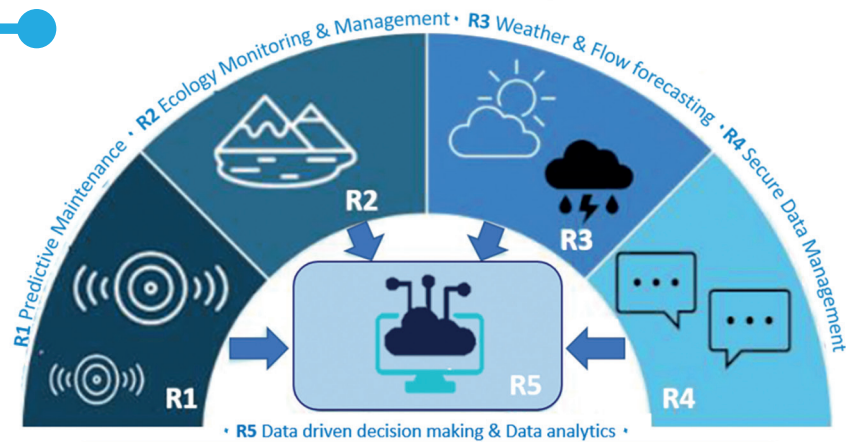 R1 Predictive Maintenance · R2 Ecology Monitoring & Management · R3 Weather & Flow forecasting · R4 Secure Data Management
R2
R3
R1
R5
R4
· R5 Data driven decision making & Data analytics ·